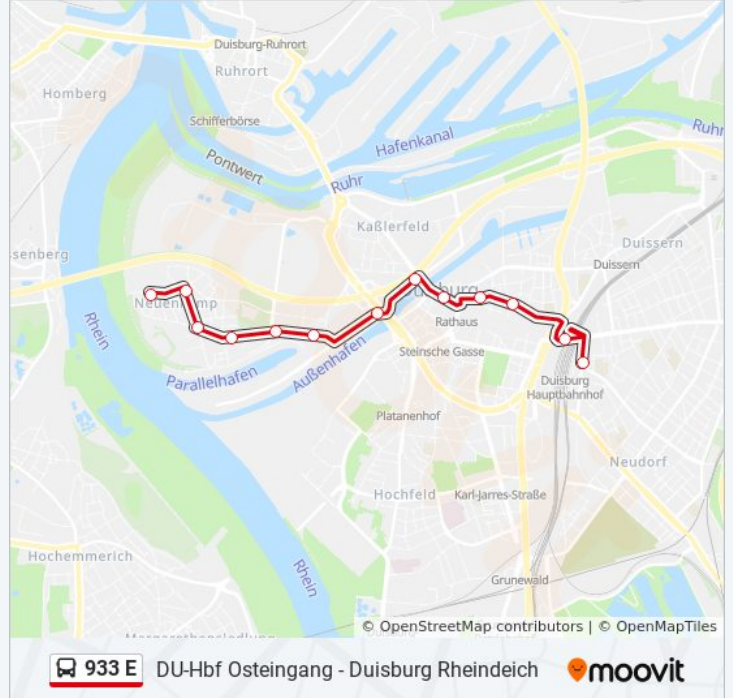 Duisburg-Ruhrort
Ruhrort
Homberg
Schifferbörse
Hafenkanal
Ruhr
Pontwert
Ruhr
Kaßlerfeld
Duissern
senberg
Duissern
Neuenkamp
Duisburg
Rathaus
Rhein
Steinsche Gasse
Außenhafen
Parallelhafen
Duisburg
Hauptbahnhof
Platanenhof
Neudorf
Hochfeld
Karl-Jarres-Straße
Hochemmerich
Rhein
Grunewald
© OpenStreetMap contributors | © OpenMapTiles
933 E DU-Hbf Osteingang - Duisburg Rheindeich moovit